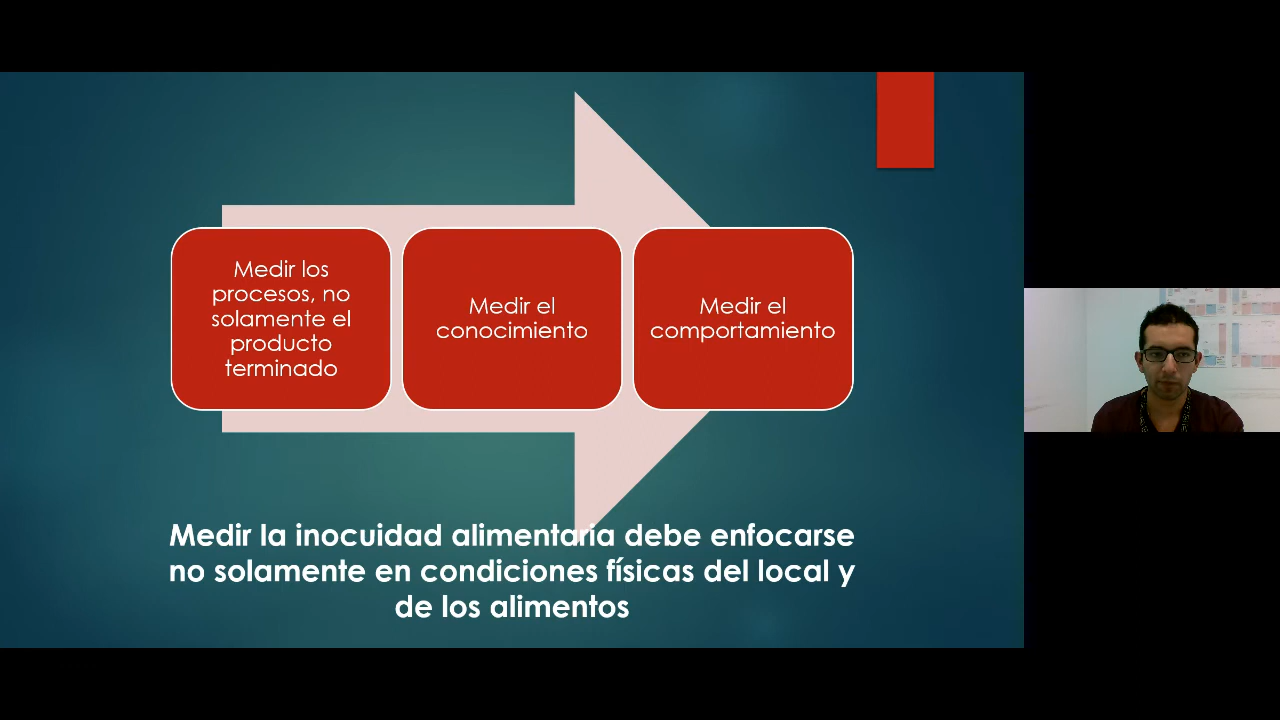 Medir los
procesos, no
solamente el
producto
terminado
Medir el
conocimiento
Medir el
comportamiento
Medir la inocuidad alimentaria debe enfocarse
no solamente en condiciones físicas del local y
de los alimentos